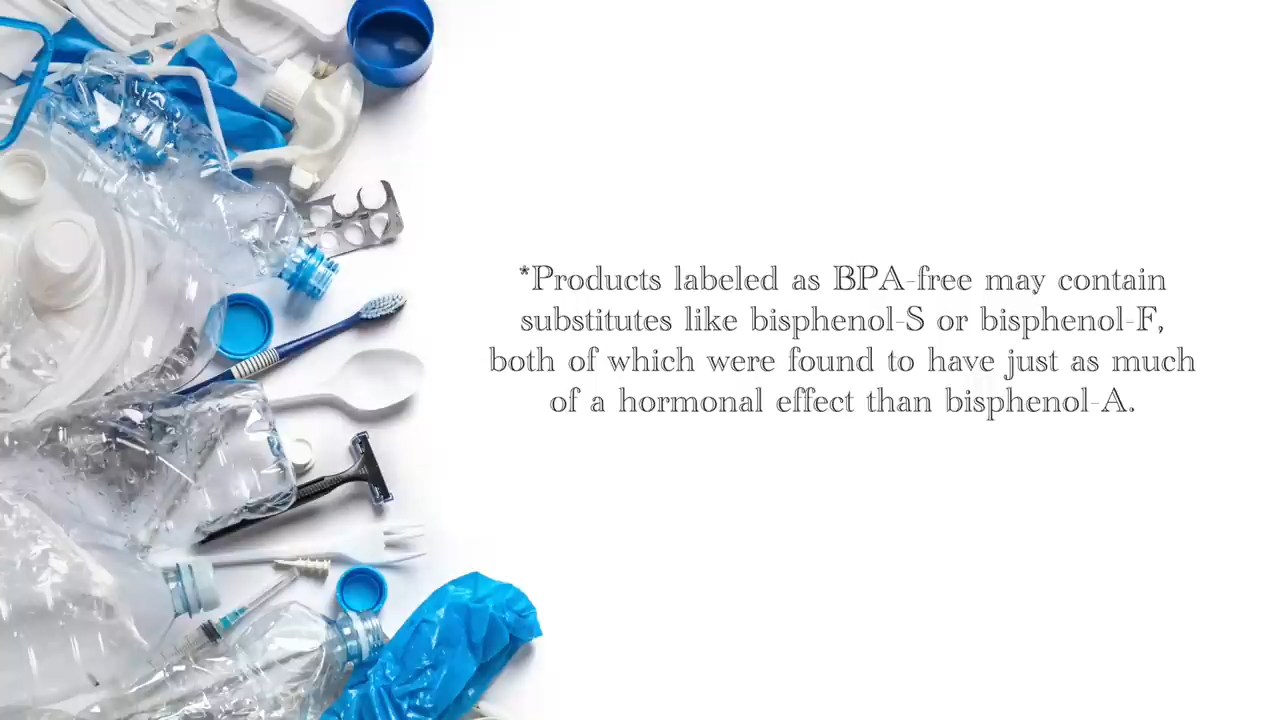 *Products labeled as BPA-free may contain
substitutes like bisphenol-S or bisphenol-F,
both of which were found to have just as much
of a hormonal effect than bisphenol-A.